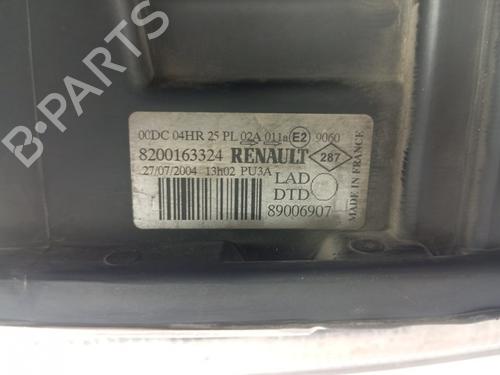 00DC 04HR 25 PL 02A 011a E2 9060
8200163324 RENAULT 287
27/07/2004 13h02 PU3A
LAD
DTD
89006907
MADE IN FRANCE
B-PARTS